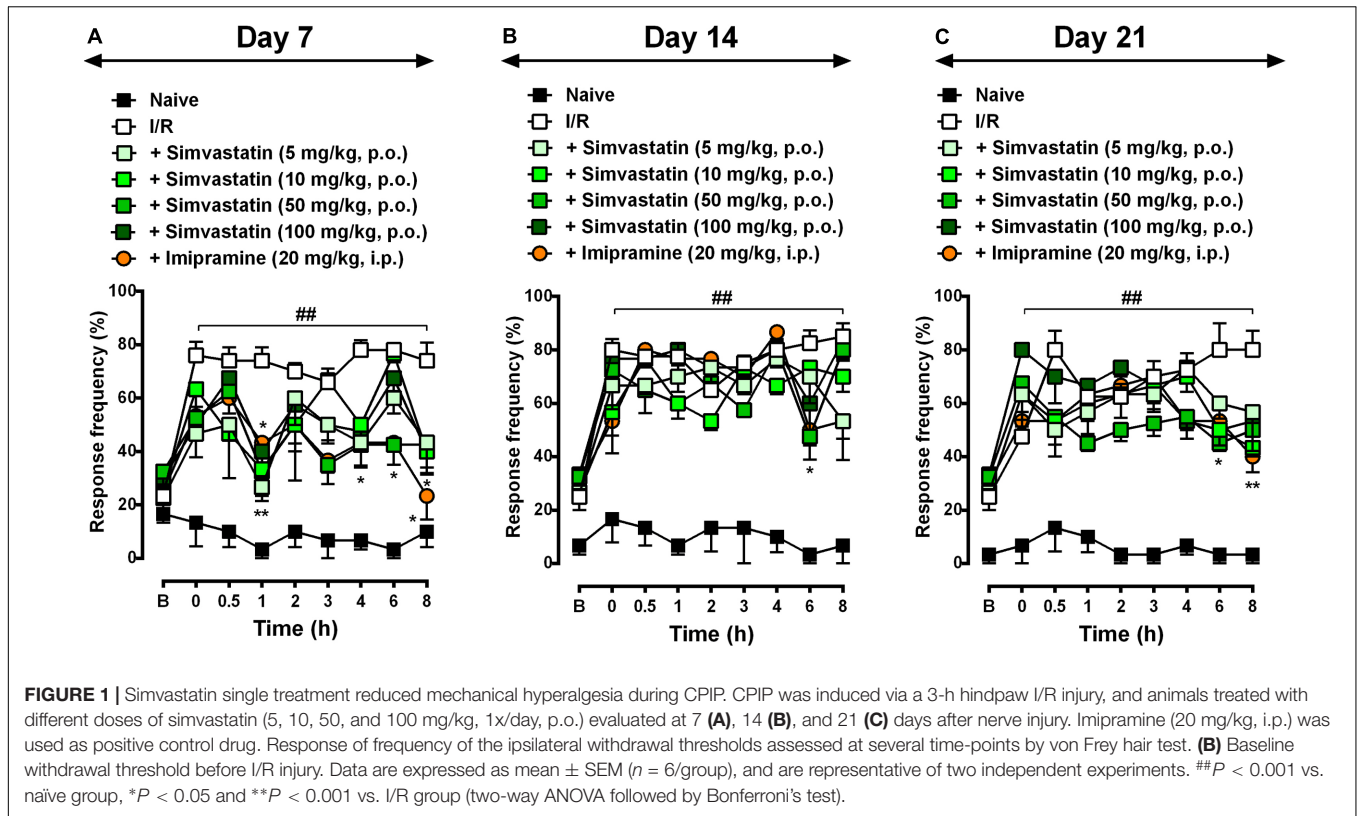 A Day 7
Naive
I/R
+ Simvastatin (5 mg/kg, p.o.)
+ Simvastatin (10 mg/kg, p.o.)
+ Simvastatin (50 mg/kg, p.o.)
+ Simvastatin (100 mg/kg, p.o.)
+ Imipramine (20 mg/kg, i.p.)
Response frequency (%)
100
80
60
40
20
0
##
*
**
*
*
*
*
B 0 0.5 1 2 3 4 6 8
Time (h)
B Day 14
Naive
I/R
+ Simvastatin (5 mg/kg, p.o.)
+ Simvastatin (10 mg/kg, p.o.)
+ Simvastatin (50 mg/kg, p.o.)
+ Simvastatin (100 mg/kg, p.o.)
+ Imipramine (20 mg/kg, i.p.)
Response frequency (%)
100
80
60
40
20
0
##
*
B 0 0.5 1 2 3 4 6 8
Time (h)
C Day 21
Naive
I/R
+ Simvastatin (5 mg/kg, p.o.)
+ Simvastatin (10 mg/kg, p.o.)
+ Simvastatin (50 mg/kg, p.o.)
+ Simvastatin (100 mg/kg, p.o.)
+ Imipramine (20 mg/kg, i.p.)
Response frequency (%)
100
80
60
40
20
0
##
*
**
B 0 0.5 1 2 3 4 6 8
Time (h)
FIGURE 1 | Simvastatin single treatment reduced mechanical hyperalgesia during CPIP. CPIP was induced via a 3-h hindpaw I/R injury, and animals treated with
different doses of simvastatin (5, 10, 50, and 100 mg/kg, 1x/day, p.o.) evaluated at 7 (A), 14 (B), and 21 (C) days after nerve injury. Imipramine (20 mg/kg, i.p.) was
used as positive control drug. Response of frequency of the ipsilateral withdrawal thresholds assessed at several time-points by von Frey hair test. (B) Baseline
withdrawal threshold before I/R injury. Data are expressed as mean ± SEM (n = 6/group), and are representative of two independent experiments. ##P < 0.001 vs.
naïve group, *P < 0.05 and **P < 0.001 vs. I/R group (two-way ANOVA followed by Bonferroni's test).